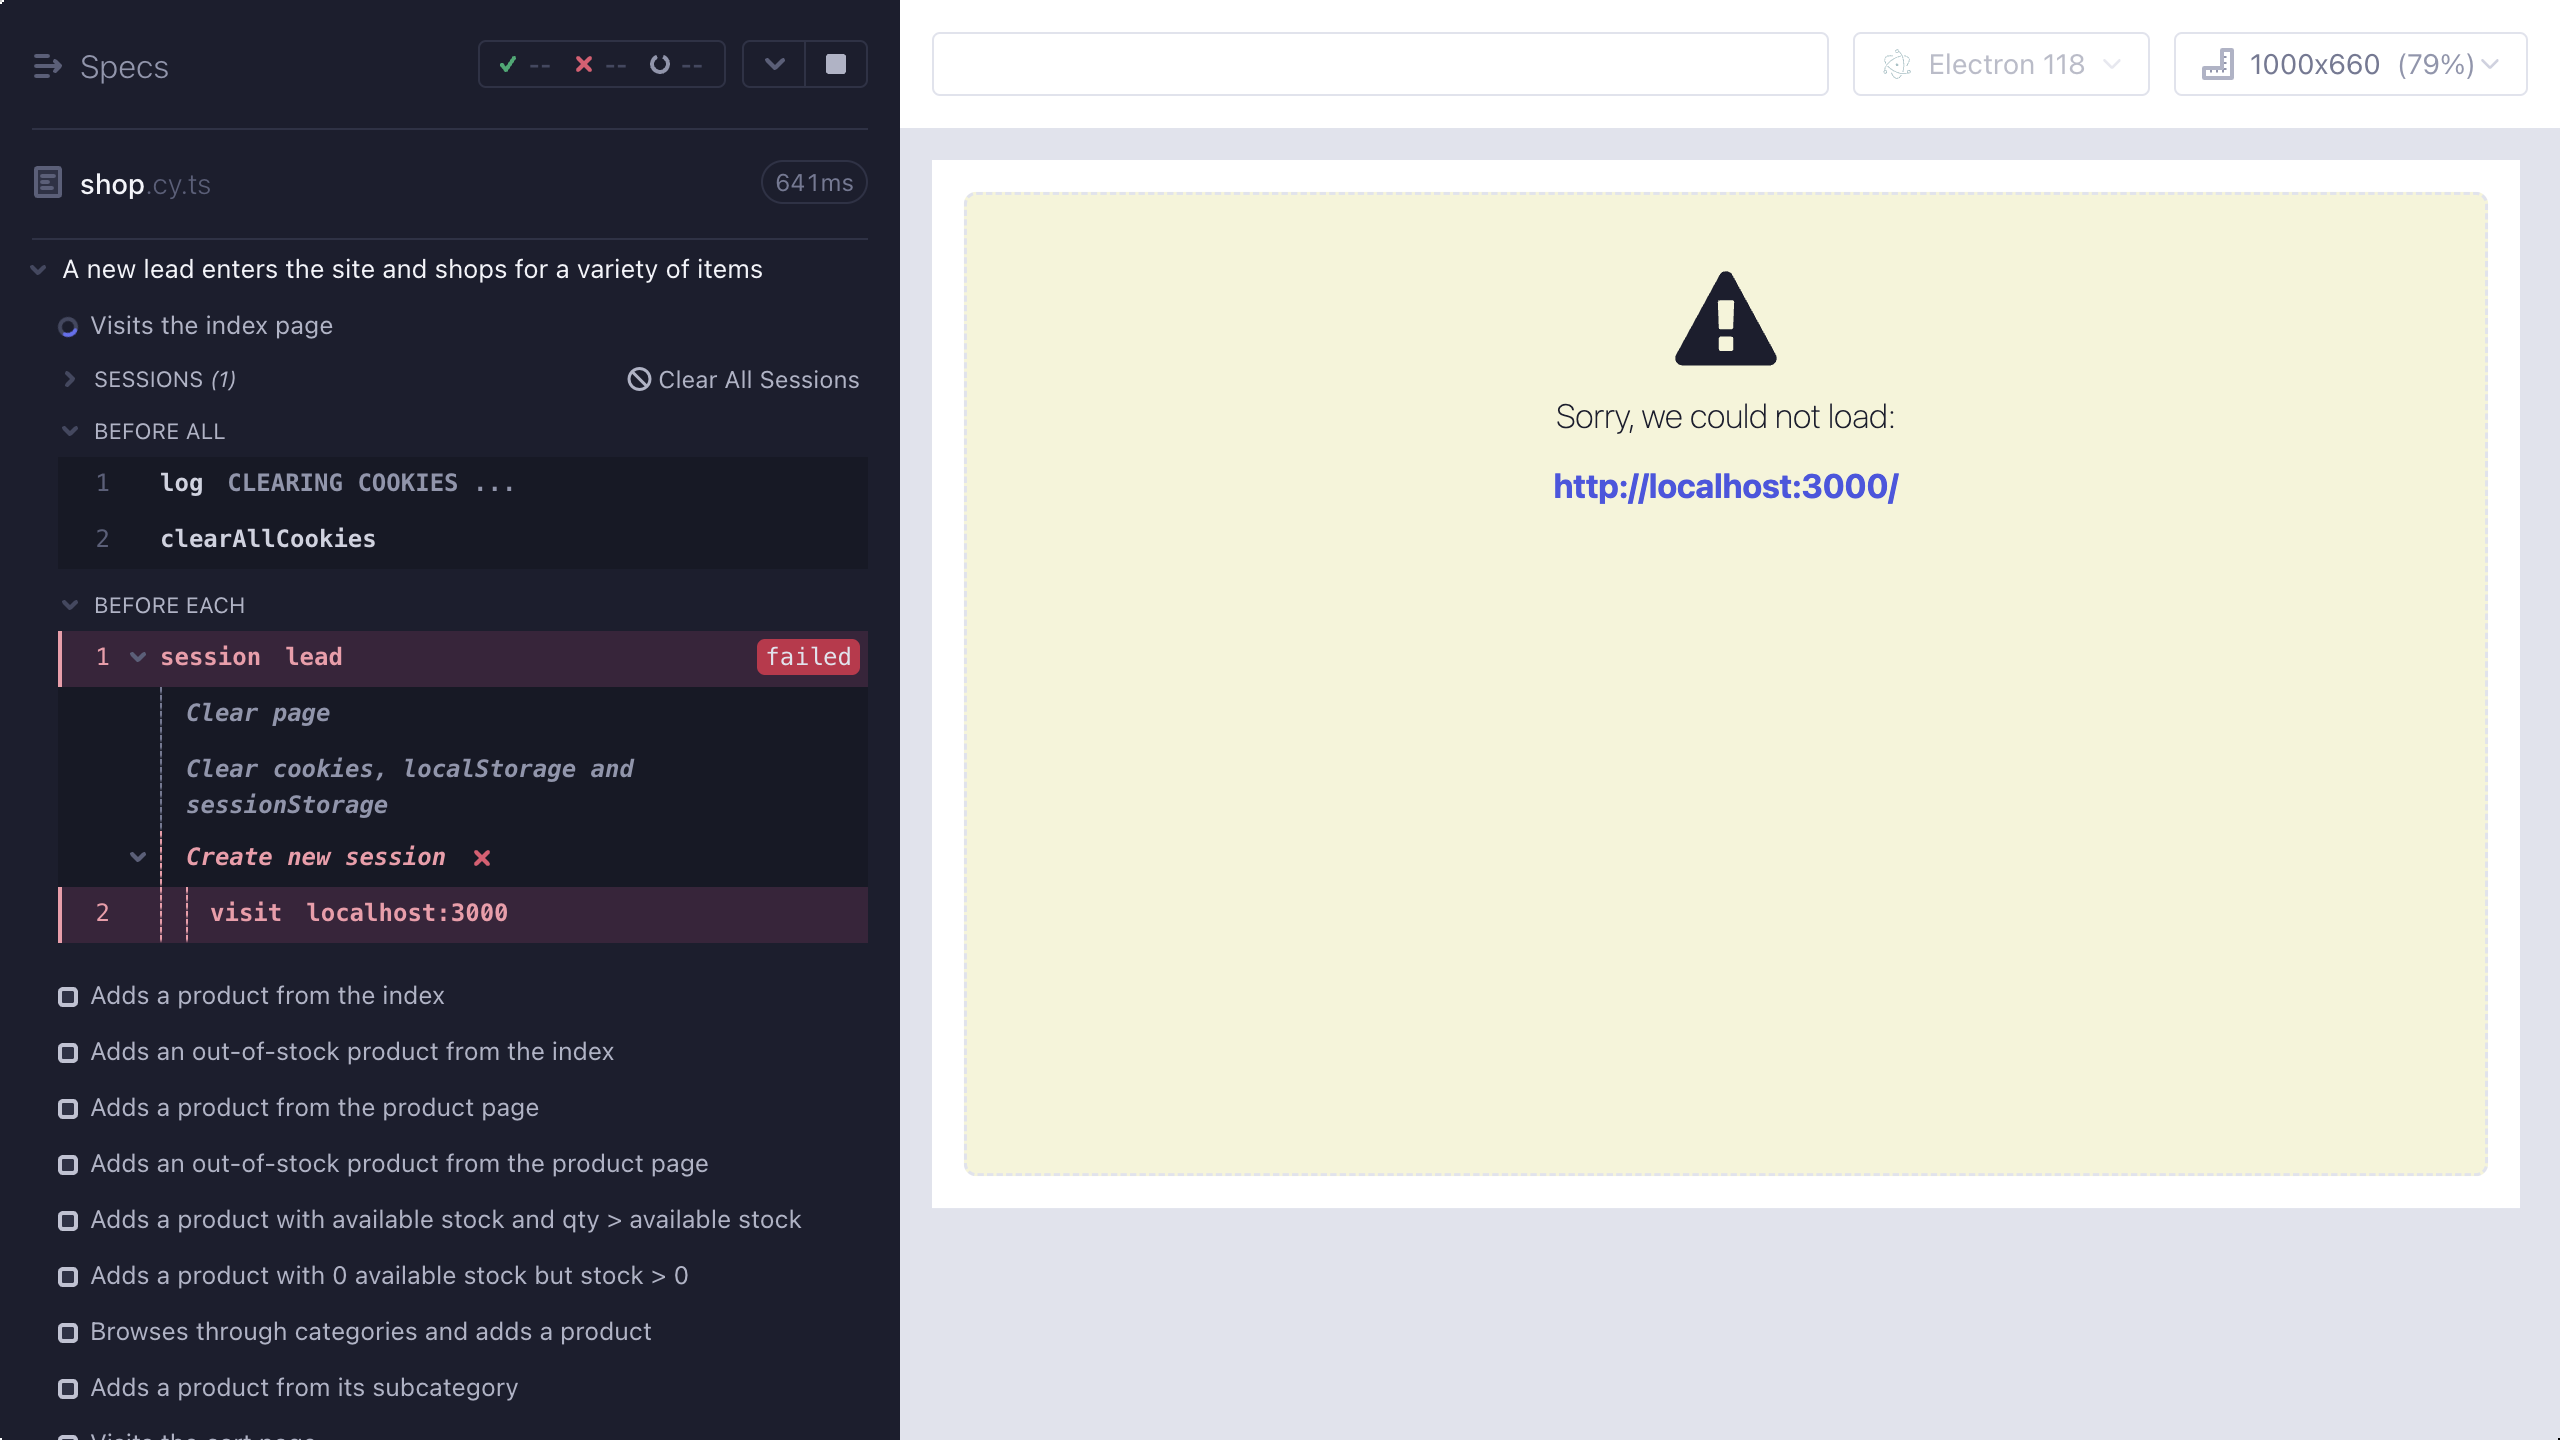 Specs
-- -- --
shop.cy.ts
641ms
A new lead enters the site and shops for a variety of items
Visits the index page
SESSIONS (1)
Clear All Sessions
BEFORE ALL
1 log CLEARING COOKIES ...
2 clearAllCookies
BEFORE EACH
1 session lead failed
Clear page
Clear cookies, localStorage and
sessionStorage
Create new session
2 visit localhost:3000
Adds a product from the index
Adds an out-of-stock product from the index
Adds a product from the product page
Adds an out-of-stock product from the product page
Adds a product with available stock and qty > available stock
Adds a product with 0 available stock but stock > 0
Browses through categories and adds a product
Adds a product from its subcategory
Visits the cart page
Electron 118
1000x660 (79%)
Sorry, we could not load:
http://localhost:3000/